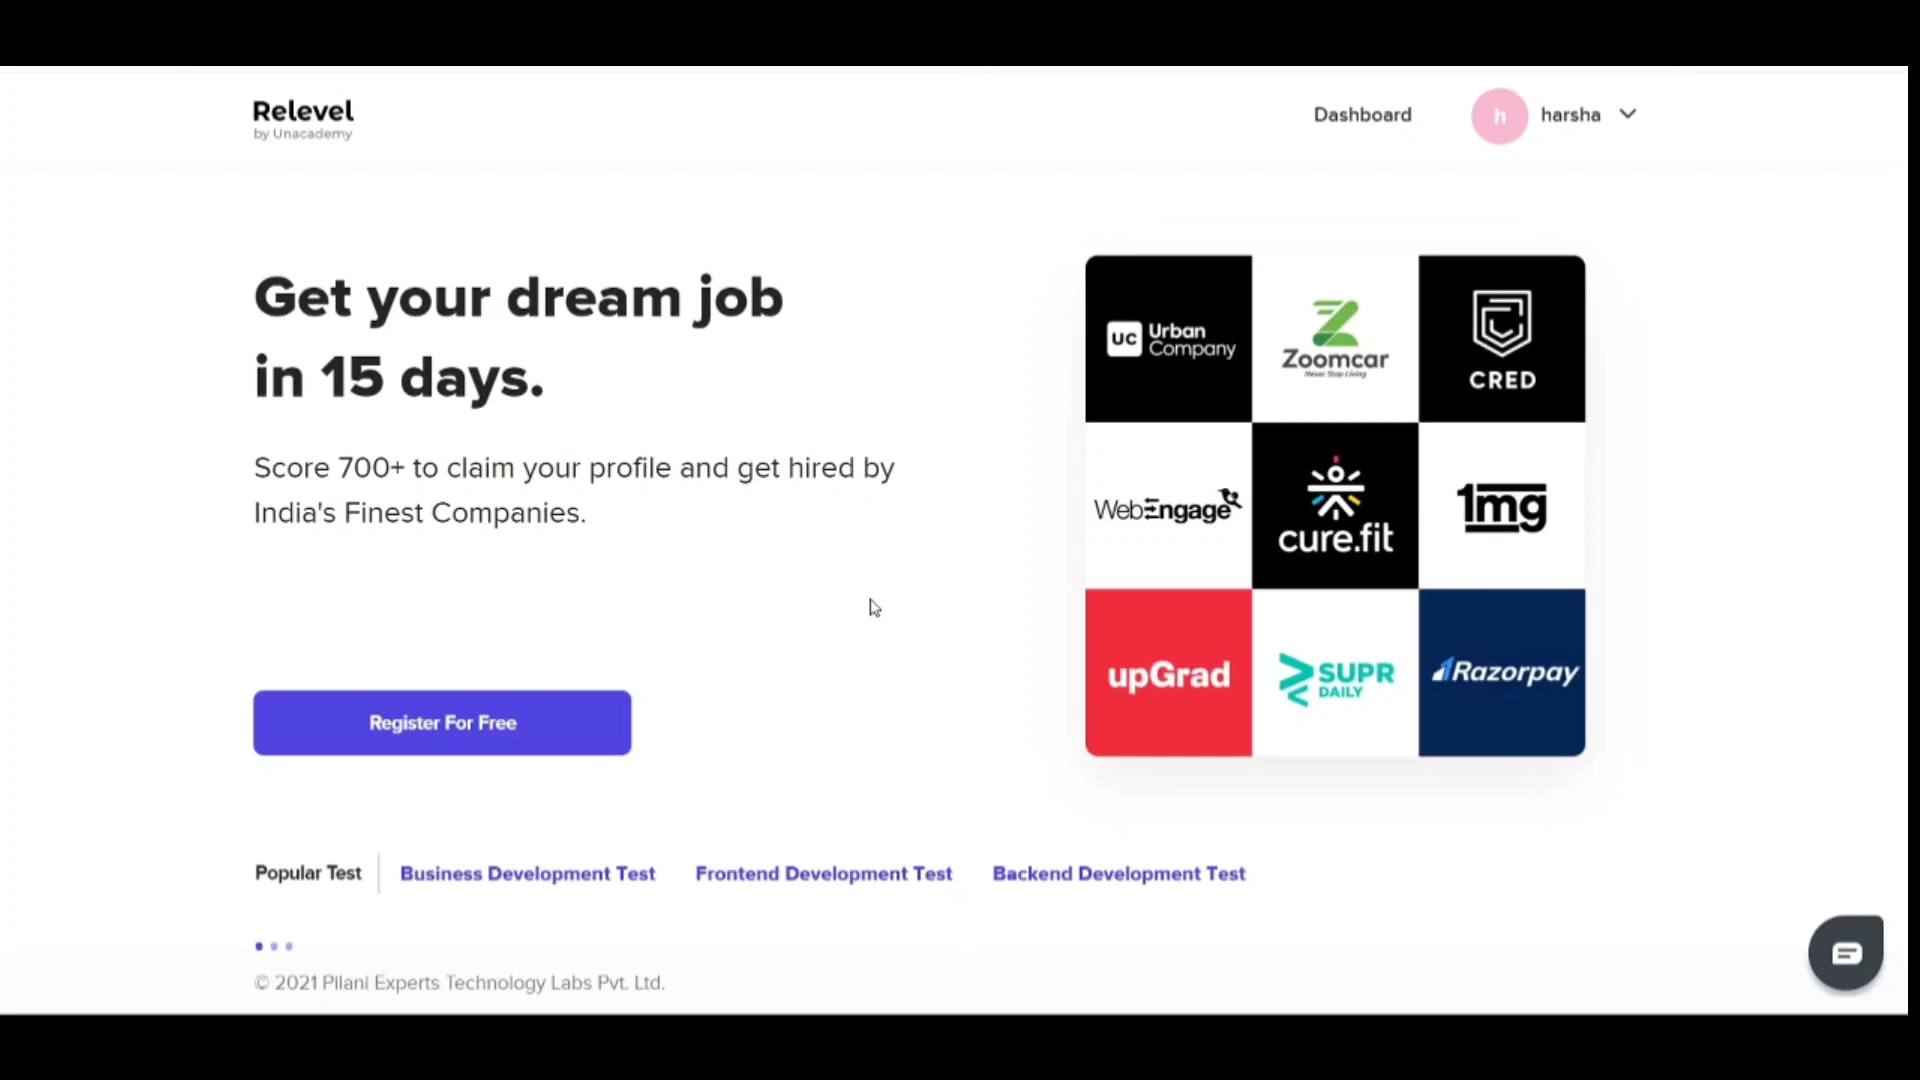 Relevel
by Unacademy
Dashboard
h
harsha
Get your dream job
in 15 days.
Score 700+ to claim your profile and get hired by
India's Finest Companies.
Register For Free
UC Urban Company
Zoomcar
Never Stop Living
CRED
WebEngage
cure.fit
1mg
upGrad
SUPR
DAILY
Razorpay
Popular Test
Business Development Test
Frontend Development Test
Backend Development Test
© 2021 Pilani Experts Technology Labs Pvt. Ltd.